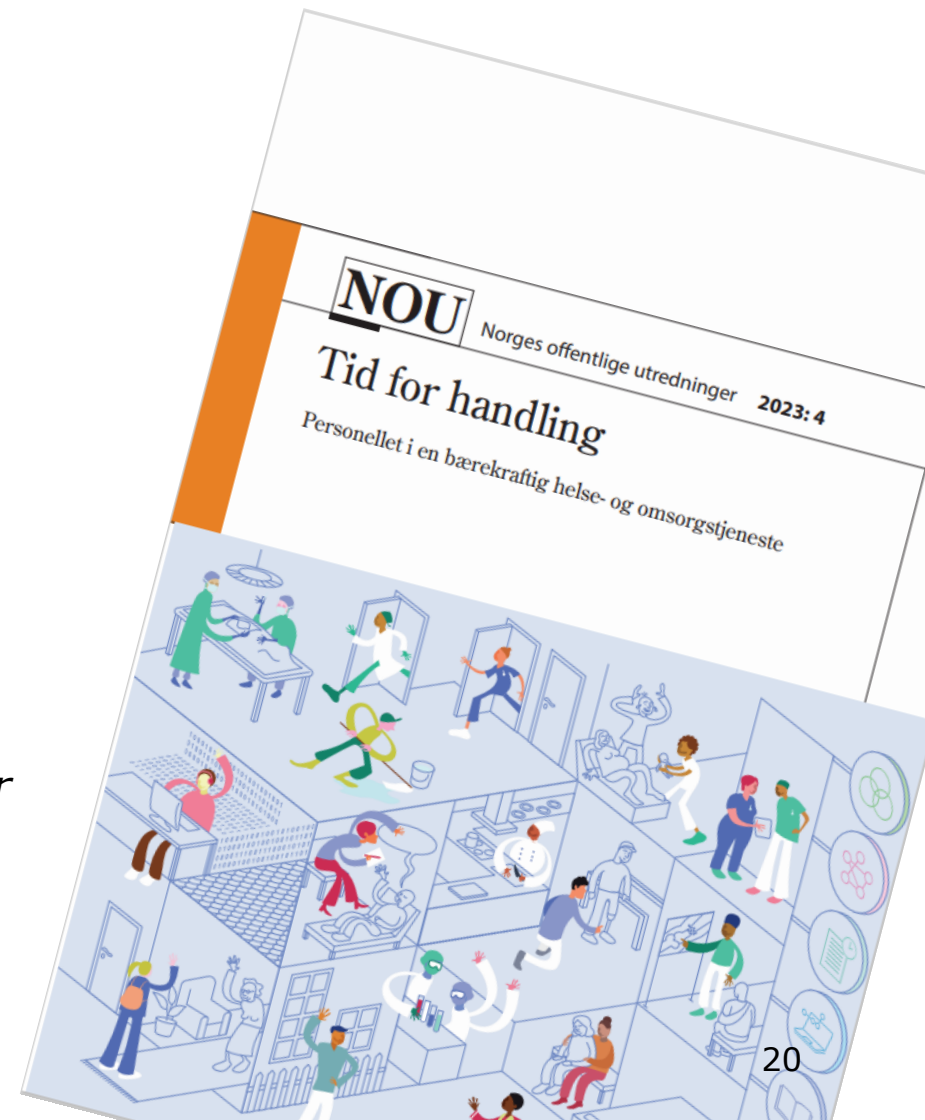 NOU
Norges offentlige utredninger 2023: 4
Tid for handling
Personellet i en bærekraftig helse- og omsorgstjeneste
r
20